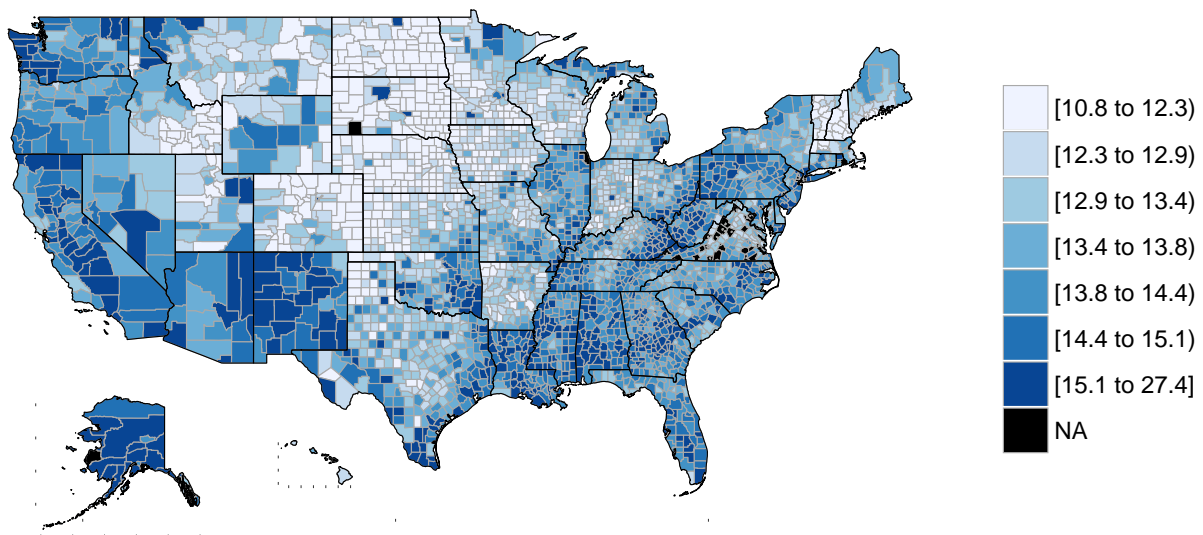 [10.8 to 12.3)
[12.3 to 12.9)
[12.9 to 13.4)
[13.4 to 13.8)
[13.8 to 14.4)
[14.4 to 15.1)
[15.1 to 27.4]
NA